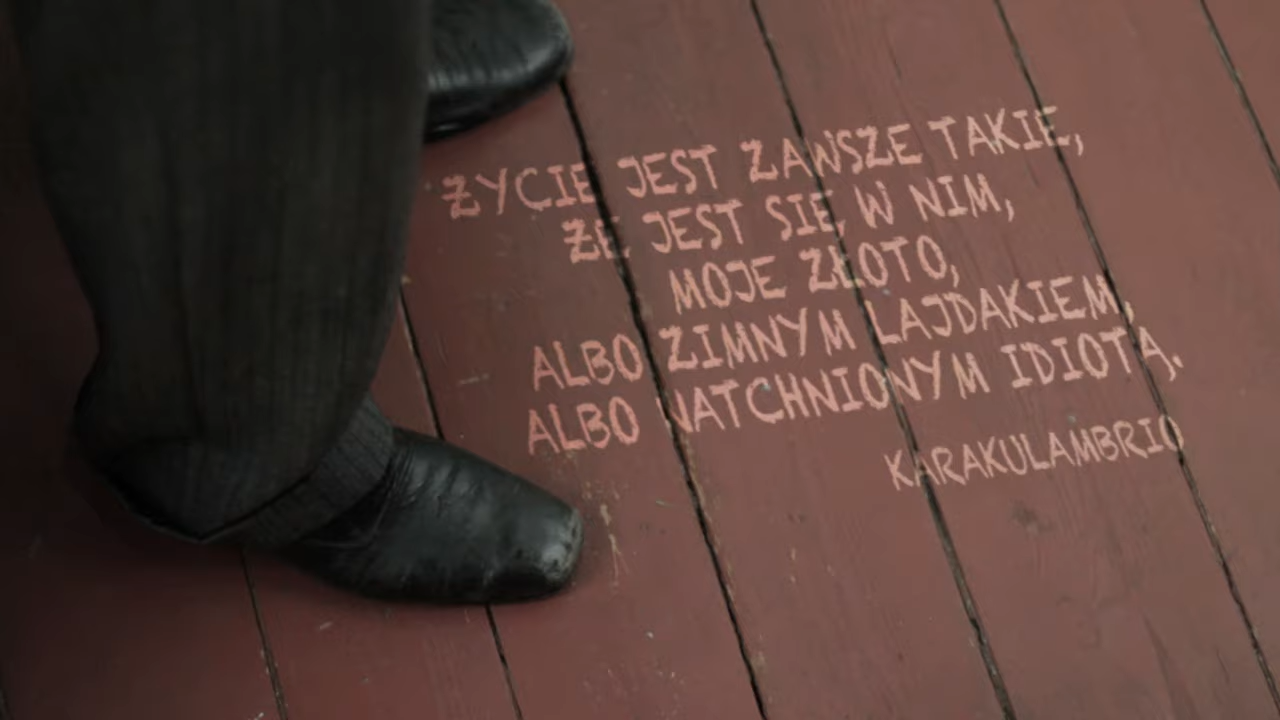 ŻYCIE JEST ZAWSZE TAKIE,
ŻE JEST SIĘ W NIM,
MOJE ZŁOTO,
ALBO ZIMNYM ŁAJDAKIEM,
ALBO NATCHNIONYM IDIOTĄ.
KARAKULAMBRIO